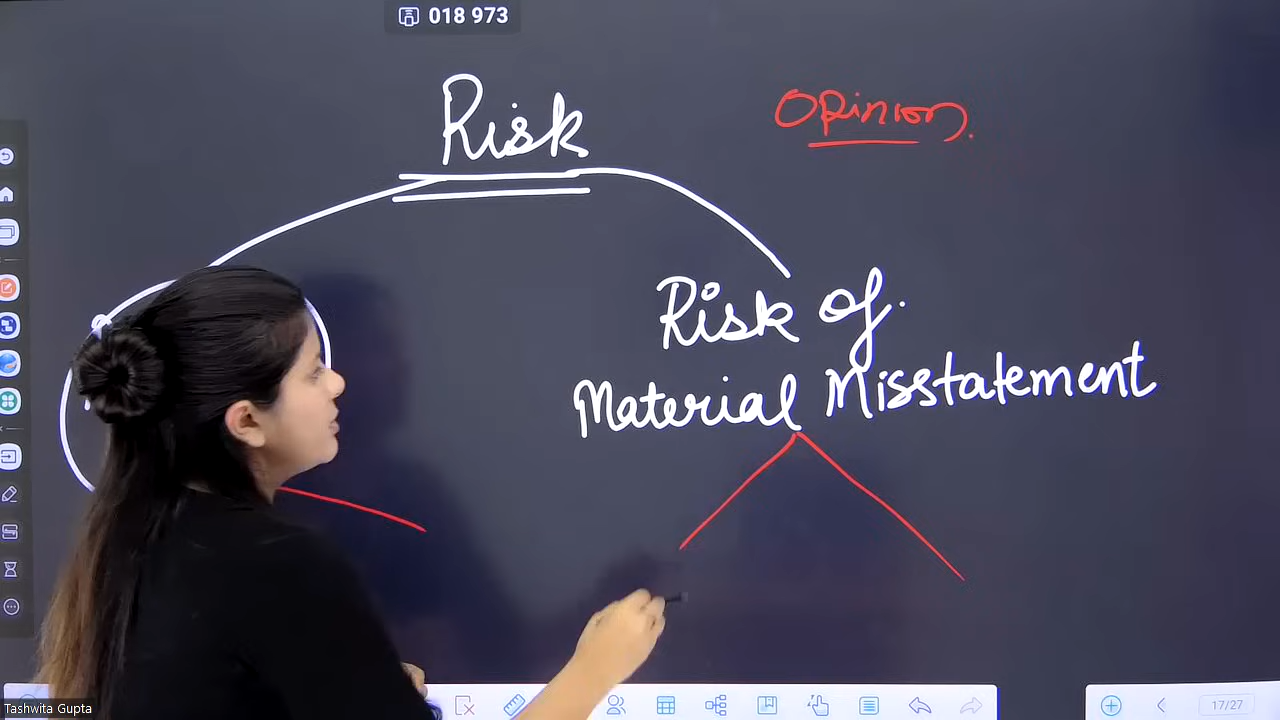 018 973
Risk
Opinion.
Risk of.
Material Misstatement
Tashwita Gupta
17/27